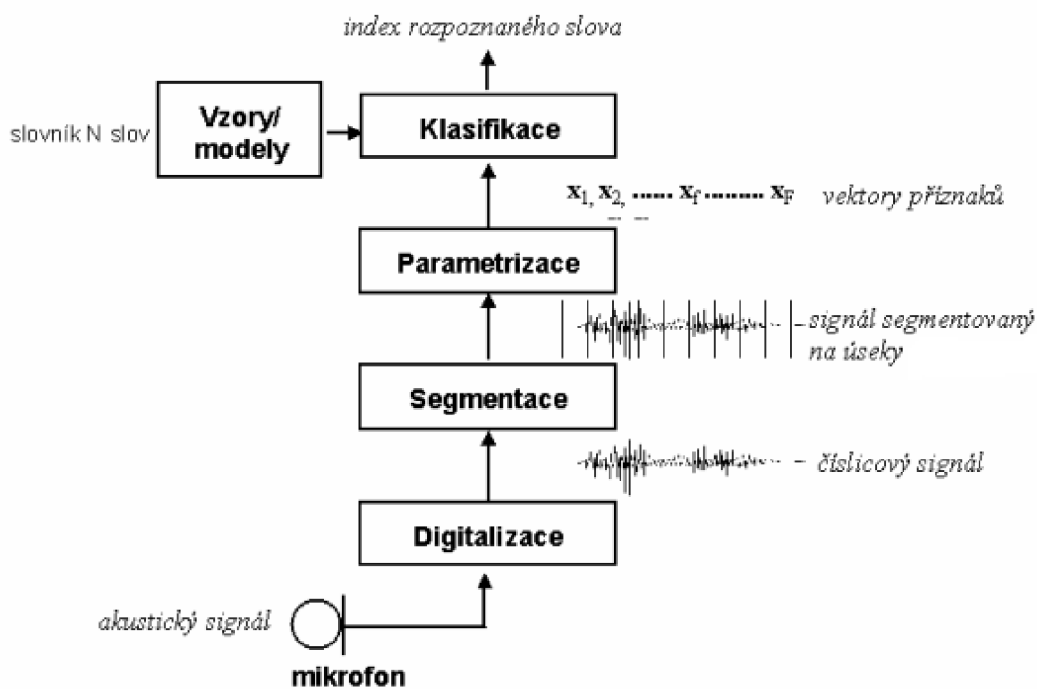 index rozpoznaného slova
slovník N slov
Vzory/
modely
Klasifikace
x1, x2, ...... xf ......... xF
vektory příznaků
Parametrizace
signál segmentovaný
na úseky
Segmentace
číslicový signál
Digitalizace
akustický signál
mikrofon